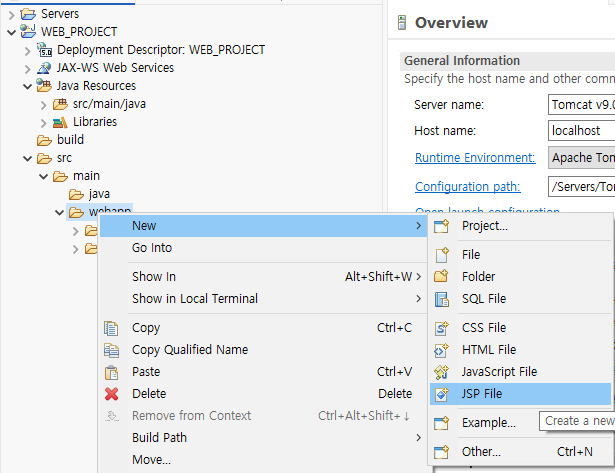 Servers
WEB_PROJECT
5.0 Deployment Descriptor: WEB_PROJECT
JAX-WS Web Services
Java Resources
src/main/java
Libraries
build
src
main
java
webapp
Overview
General Information
Specify the host name and other comm
Server name: Tomcat v9.0
Host name: localhost
Runtime Environment: Apache Tom
Configuration path: /Servers/Tom
Open launch configuration
New >
Go Into
Show In Alt+Shift+W >
Show in Local Terminal >
Copy Ctrl+C
Copy Qualified Name
Paste Ctrl+V
Delete Delete
Remove from Context Ctrl+Alt+Shift+↓
Build Path >
Move...
Project...
File
Folder
SQL File
CSS File
HTML File
JavaScript File
JSP File
Example...
Create a new
Other... Ctrl+N